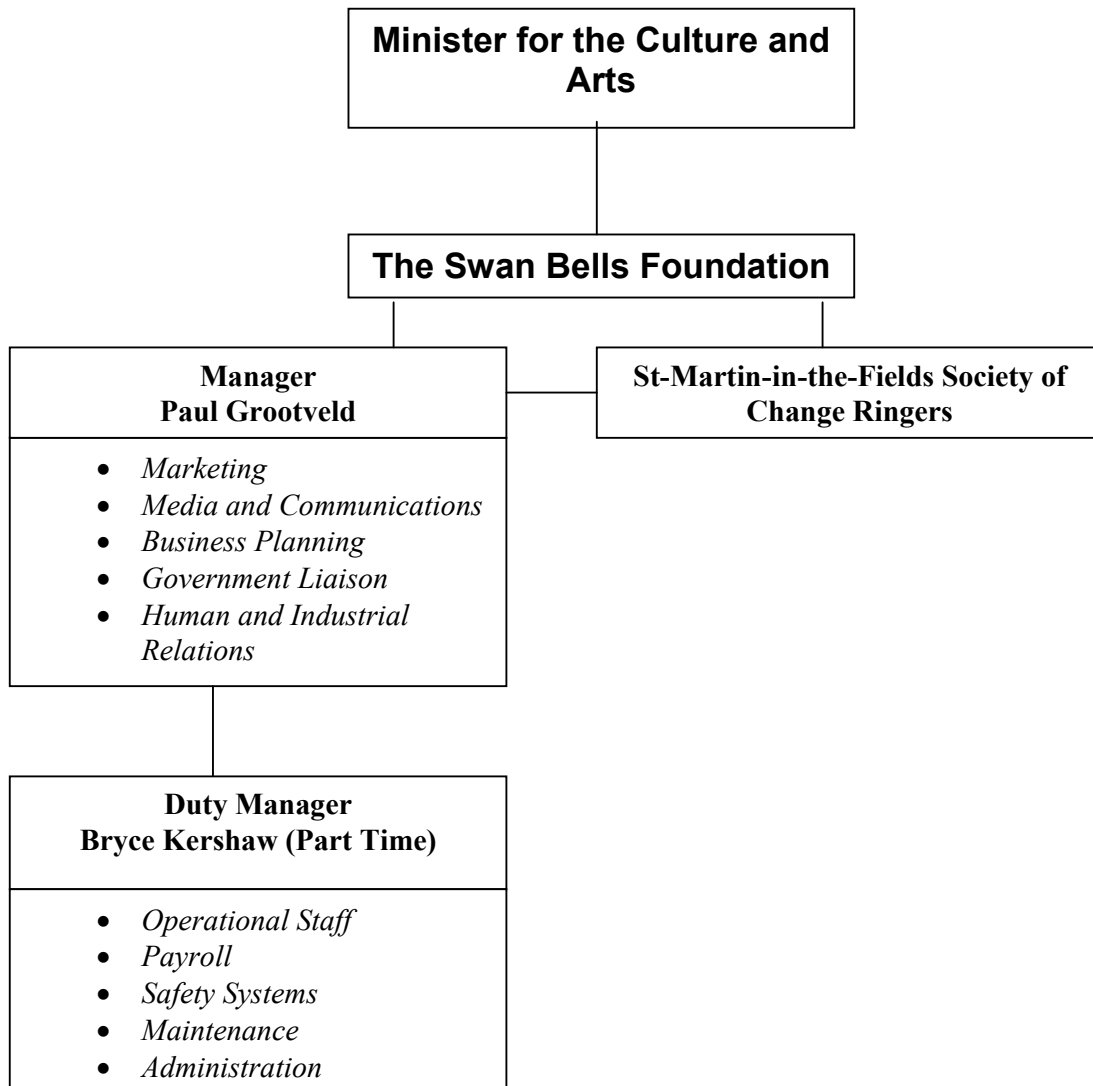 Minister for the Culture and
Arts
The Swan Bells Foundation
Manager
Paul Grootveld
• Marketing
• Media and Communications
• Business Planning
• Government Liaison
• Human and Industrial
Relations
St-Martin-in-the-Fields Society of
Change Ringers
Duty Manager
Bryce Kershaw (Part Time)
• Operational Staff
• Payroll
• Safety Systems
• Maintenance
• Administration